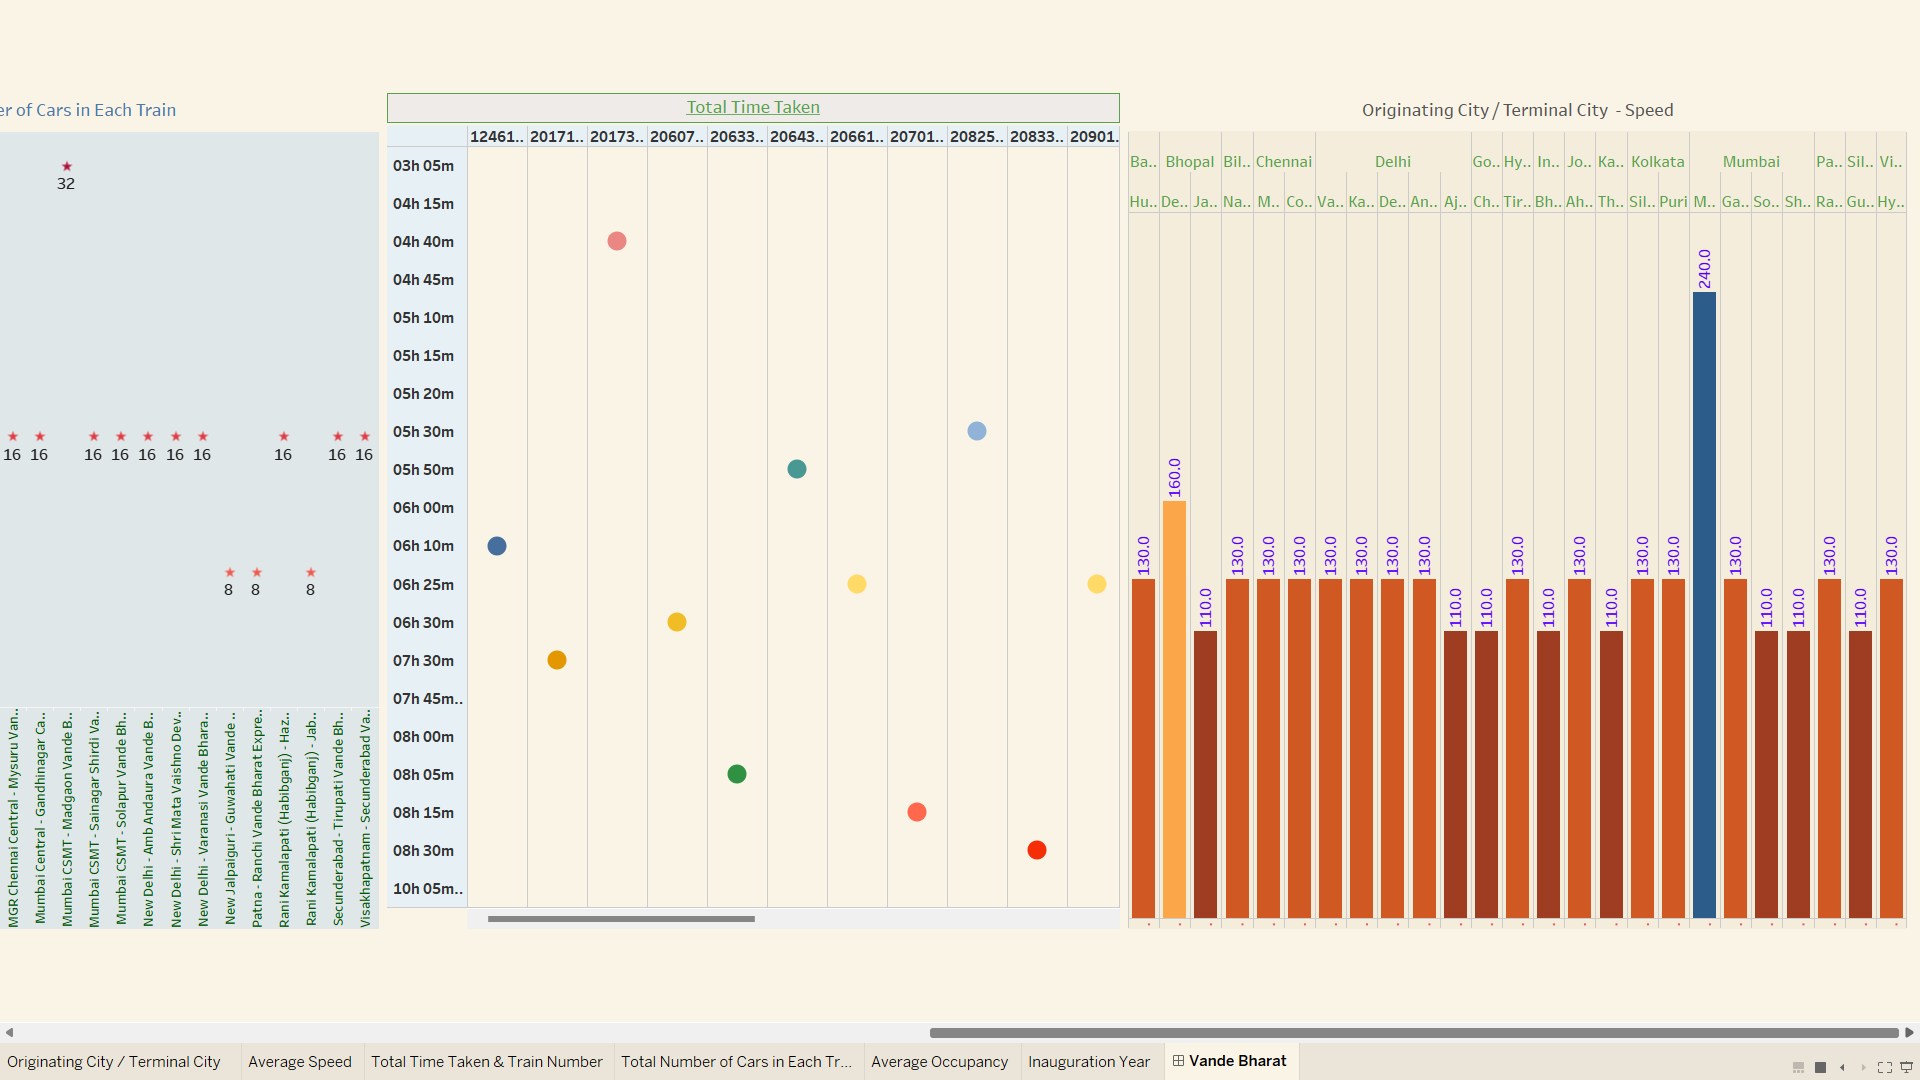 er of Cars in Each Train
32
16 16 16 16 16 16 16 16 16 16
8 8 8
MGR Chennai Central - Mysuru Van..
Mumbai Central - Gandhinagar Ca..
Mumbai CSMT - Madgaon Vande B..
Mumbai CSMT - Sainagar Shirdi Va..
Mumbai CSMT - Solapur Vande Bh..
New Delhi - Amb Andaura Vande B..
New Delhi - Shri Mata Vaishno Dev..
New Delhi - Varanasi Vande Bhara..
New Jalpaiguri - Guwahati Vande ..
Patna - Ranchi Vande Bharat Expre..
Rani Kamalapati (Habibganj) - Haz..
Rani Kamalapati (Habibganj) - Jab..
Secunderabad - Tirupati Vande Bh..
Visakhapatnam - Secunderabad Va..
Total Time Taken
12461.. 20171.. 20173.. 20607.. 20633.. 20643.. 20661.. 20701.. 20825.. 20833.. 20901.
03h 05m
04h 15m
04h 40m
04h 45m
05h 10m
05h 15m
05h 20m
05h 30m
05h 50m
06h 00m
06h 10m
06h 25m
06h 30m
07h 30m
07h 45m..
08h 00m
08h 05m
08h 15m
08h 30m
10h 05m..
Originating City / Terminal City - Speed
Ba.. Bhopal Bil.. Chennai Delhi Go.. Hy.. In.. Jo.. Ka.. Kolkata Mumbai Pa.. Sil.. Vi..
Hu.. De.. Ja.. Na.. M.. Co.. Va.. Ka.. De.. An.. Aj.. Ch.. Tir.. Bh.. Ah.. Th.. Sil.. Puri M.. Ga.. So.. Sh.. Ra.. Gu.. Hy..
130.0 160.0 110.0 130.0 130.0 130.0 130.0 130.0 130.0 130.0 110.0 110.0 130.0 110.0 130.0 110.0 130.0 130.0 240.0 130.0 110.0 110.0 130.0 110.0 130.0
Originating City / Terminal City Average Speed Total Time Taken & Train Number Total Number of Cars in Each Tr... Average Occupancy Inauguration Year Vande Bharat